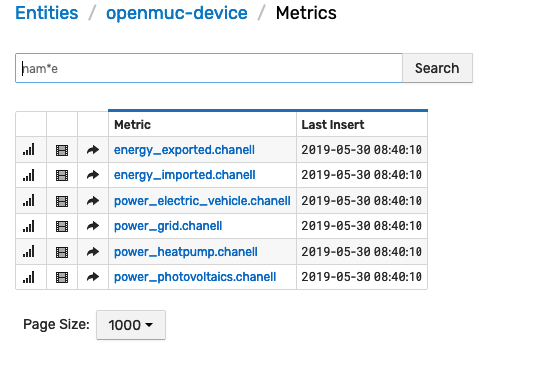 Entities / openmuc-device / Metrics
nam*e Search
Metric Last Insert
energy_exported.chanell 2019-05-30 08:40:10
energy_imported.chanell 2019-05-30 08:40:10
power_electric_vehicle.chanell 2019-05-30 08:40:10
power_grid.chanell 2019-05-30 08:40:10
power_heatpump.chanell 2019-05-30 08:40:10
power_photovoltaics.chanell 2019-05-30 08:40:10
Page Size: 1000